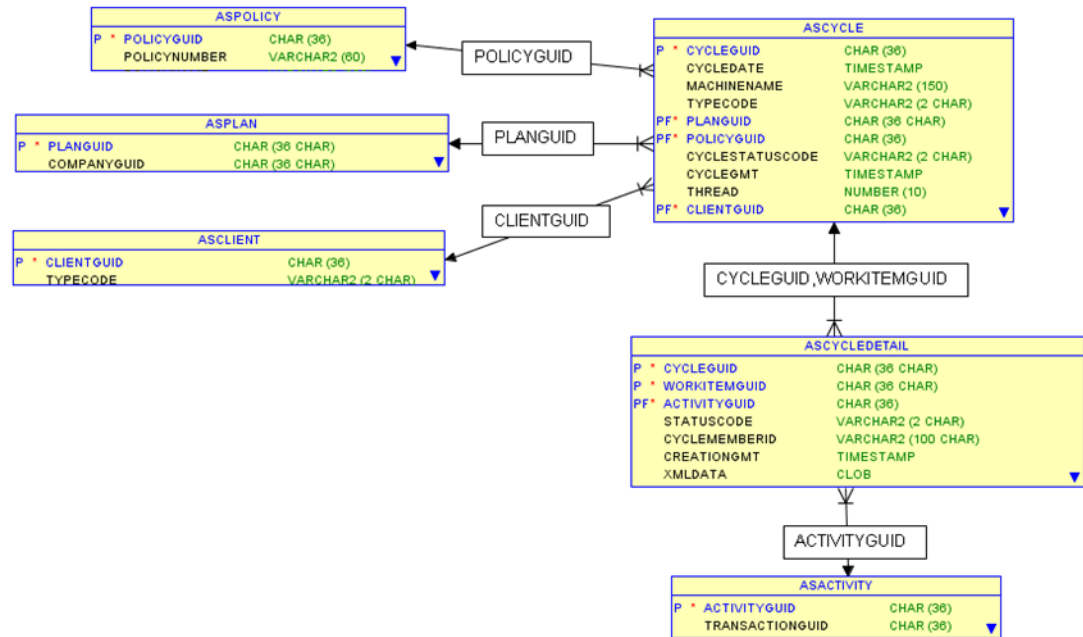 ASPOLICY
P * POLICYGUID CHAR (36)
POLICYNUMBER VARCHAR2 (60)
POLICYGUID
ASCYCLE
P * CYCLEGUID CHAR (36)
CYCLEDATE TIMESTAMP
MACHINENAME VARCHAR2 (150)
TYPECODE VARCHAR2 (2 CHAR)
PF* PLANGUID CHAR (36 CHAR)
PF* POLICYGUID CHAR (36)
CYCLESTATUSCODE VARCHAR2 (2 CHAR)
CYCLEGMT TIMESTAMP
THREAD NUMBER (10)
PF* CLIENTGUID CHAR (36)
ASPLAN
P * PLANGUID CHAR (36 CHAR)
COMPANYGUID CHAR (36 CHAR)
PLANGUID
CLIENTGUID
ASCLIENT
P * CLIENTGUID CHAR (36)
TYPECODE VARCHAR2 (2 CHAR)
CYCLEGUID,WORKITEMGUID
ASCYCLEDETAIL
P * CYCLEGUID CHAR (36 CHAR)
P * WORKITEMGUID CHAR (36 CHAR)
PF* ACTIVITYGUID CHAR (36)
STATUSCODE VARCHAR2 (2 CHAR)
CYCLEMEMBERID VARCHAR2 (100 CHAR)
CREATIONGMT TIMESTAMP
XMLDATA CLOB
ACTIVITYGUID
ASACTIVITY
P * ACTIVITYGUID CHAR (36)
TRANSACTIONGUID CHAR (36)